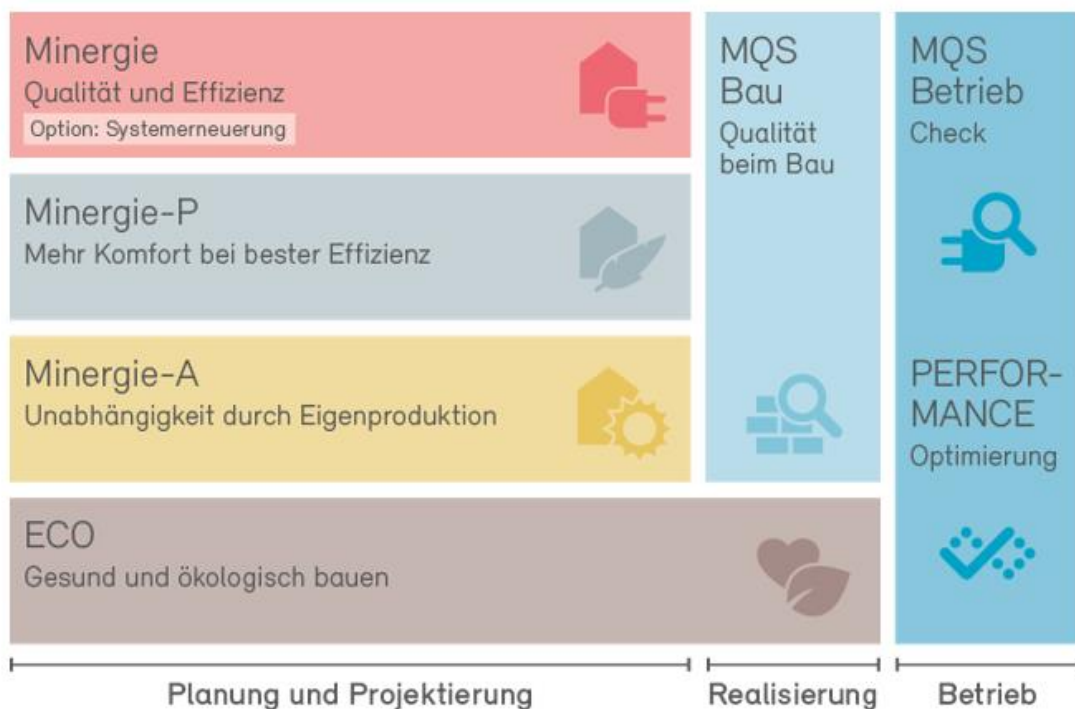 Minergie
Qualität und Effizienz
Option: Systemerneuerung
Minergie-P
Mehr Komfort bei bester Effizienz
Minergie-A
Unabhängigkeit durch Eigenproduktion
ECO
Gesund und ökologisch bauen
MQS
Bau
Qualität
beim Bau
MQS
Betrieb
Check
PERFOR-
MANCE
Optimierung
Planung und Projektierung
Realisierung
Betrieb